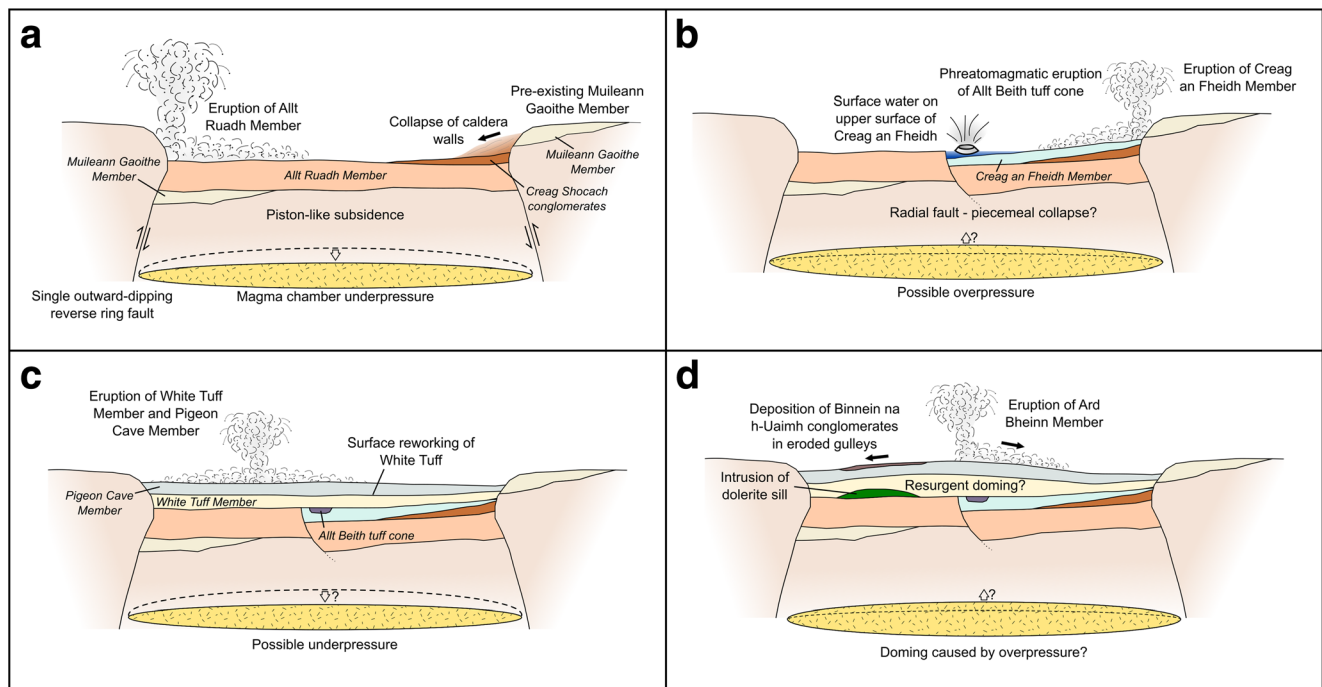 a
Eruption of Allt
Ruadh Member
Collapse of caldera
walls
Pre-existing Muileann
Gaoithe Member
Muileann Gaoithe
Member
Muileann Gaoithe
Member
Allt Ruadh Member
Creag Shocach
conglomerates
Piston-like subsidence
Single outward-dipping
reverse ring fault
Magma chamber underpressure
b
Surface water on
upper surface of
Creag an Fheidh
Phreatomagmatic eruption
of Allt Beith tuff cone
Eruption of Creag
an Fheidh Member
Creag an Fheidh Member
Radial fault - piecemeal collapse?
?
Possible overpressure
c
Eruption of White Tuff
Member and Pigeon
Cave Member
Surface reworking of
White Tuff
Pigeon Cave
Member
White Tuff Member
Allt Beith tuff cone
?
Possible underpressure
d
Deposition of Binnein na
h-Uaimh conglomerates
in eroded gulleys
Eruption of Ard
Bheinn Member
Intrusion of
dolerite sill
Resurgent doming?
?
Doming caused by overpressure?